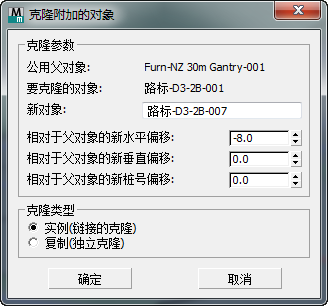 克隆附加的对象
克隆参数
公用父对象: Furn-NZ 30m Gantry-001
要克隆的对象: 路标-D3-2B-001
新对象: 路标-D3-2B-007
相对于父对象的新水平偏移: -8.0
相对于父对象的新垂直偏移: 0.0
相对于父对象的新桩号偏移: 0.0
克隆类型
实例(链接的克隆)
复制(独立克隆)
确定 取消